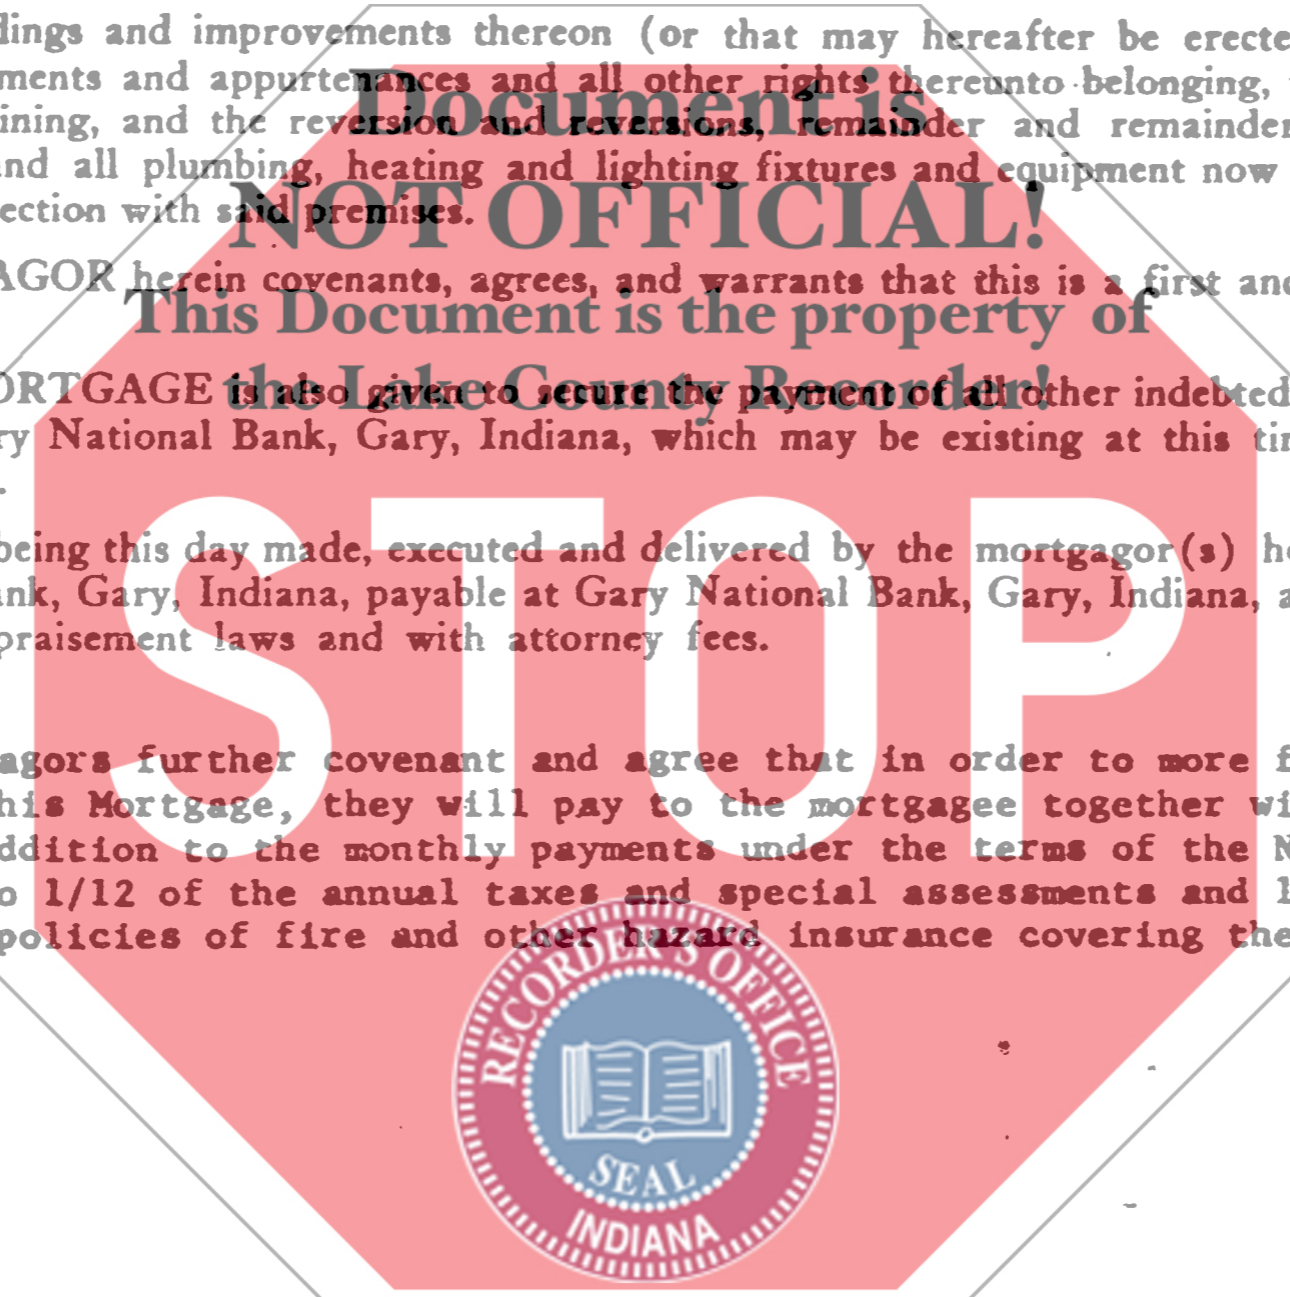 dings and improvements thereon (or that may hereafter be erecte
ments and appurtenances and all other rights thereunto belonging,
ining, and the reversion and reversions, remainder and remainder
nd all plumbing, heating and lighting fixtures and equipment now
ection with said premises.
AGOR herein covenants, agrees, and warrants that this is a first and
ORTGAGE is also given to secure the payment of all other indebted
ry National Bank, Gary, Indiana, which may be existing at this tim
.
being this day made, executed and delivered by the mortgagor(s) he
ank, Gary, Indiana, payable at Gary National Bank, Gary, Indiana, a
praisement laws and with attorney fees.
agors further covenant and agree that in order to more f
his Mortgage, they will pay to the mortgagee together wi
ddition to the monthly payments under the terms of the N
o 1/12 of the annual taxes and special assessments and l
policies of fire and other hazard insurance covering the
Document is
NOT OFFICIAL!
This Document is the property of
the Lake County Recorder!
STOP
RECORDER'S OFFICE
SEAL
INDIANA